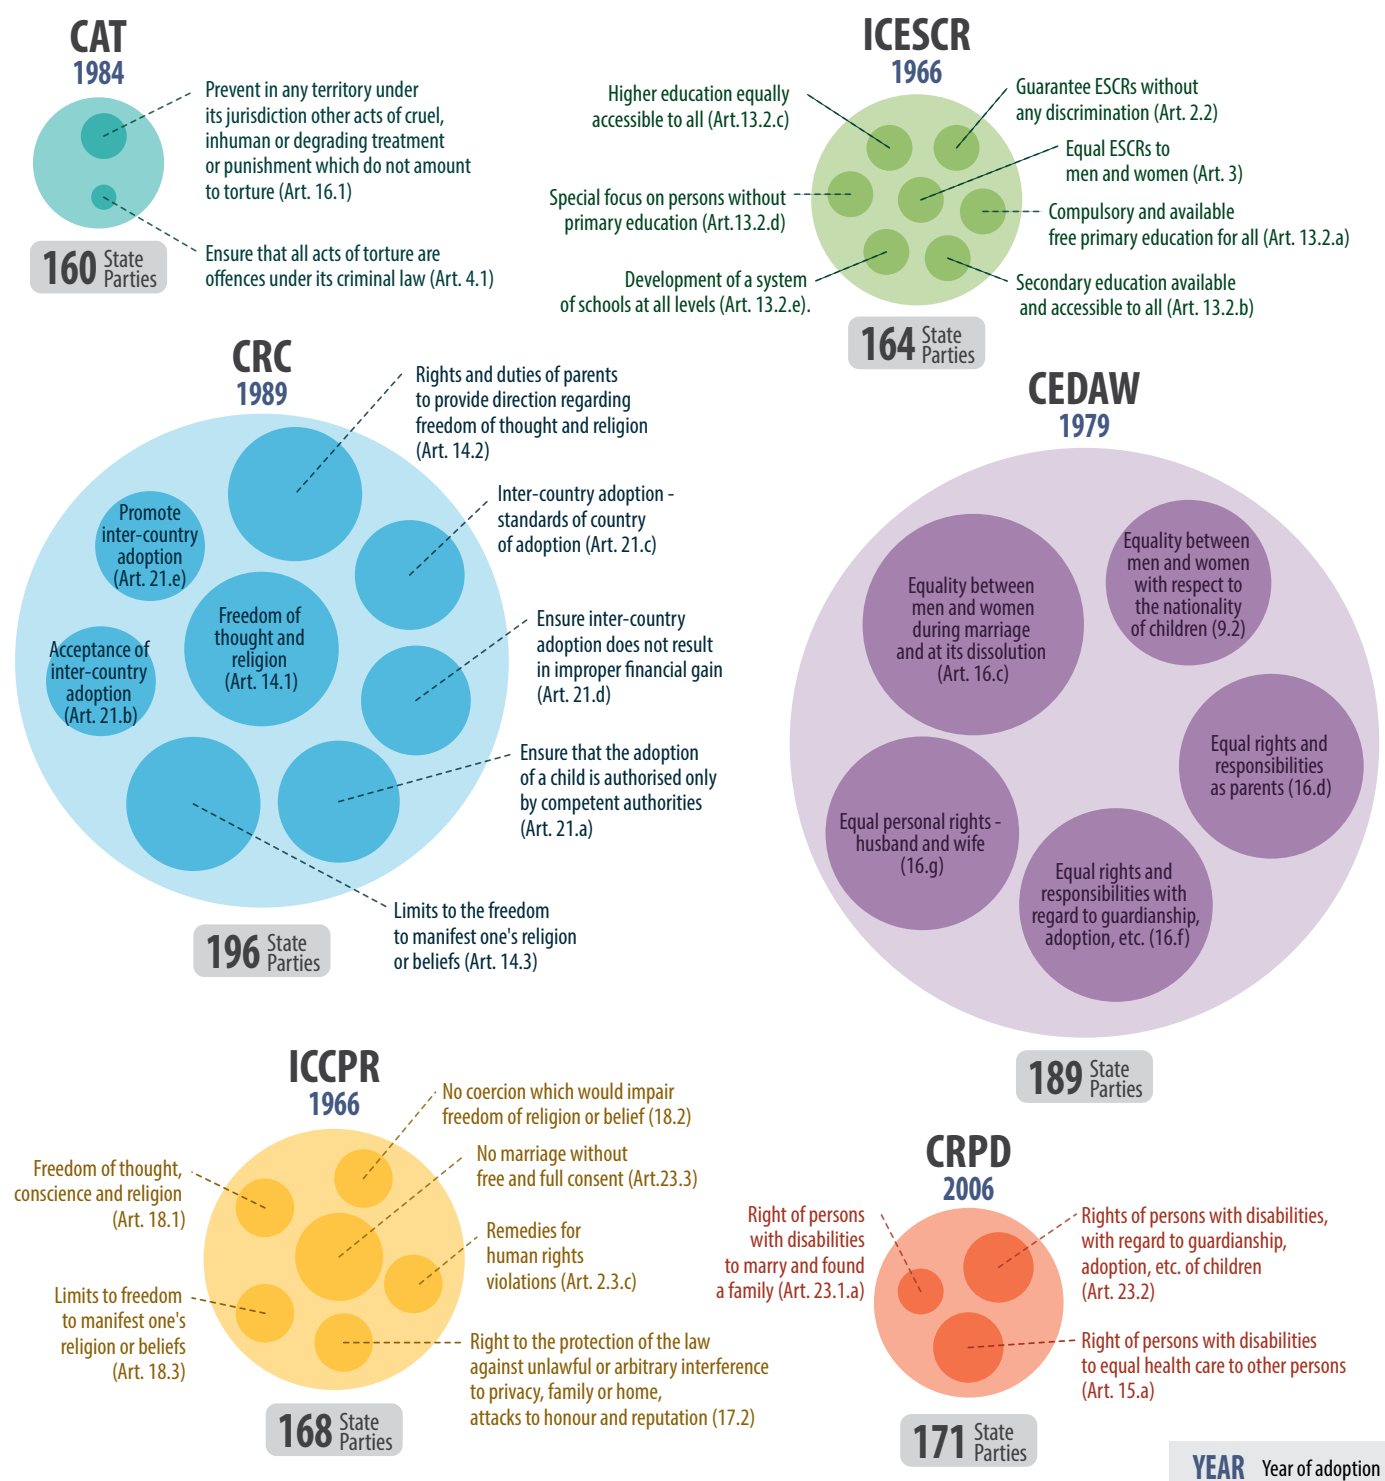 CAT
1984
Prevent in any territory under
its jurisdiction other acts of cruel,
inhuman or degrading treatment
or punishment which do not amount
to torture (Art. 16.1)
Ensure that all acts of torture are
offences under its criminal law (Art. 4.1)
160 State
Parties
ICESCR
1966
Higher education equally
accessible to all (Art.13.2.c)
Special focus on persons without
primary education (Art.13.2.d)
Development of a system
of schools at all levels (Art. 13.2.e).
Guarantee ESCRs without
any discrimination (Art. 2.2)
Equal ESCRs to
men and women (Art. 3)
Compulsory and available
free primary education for all (Art. 13.2.a)
Secondary education available
and accessible to all (Art. 13.2.b)
164 State
Parties
CRC
1989
Rights and duties of parents
to provide direction regarding
freedom of thought and religion
(Art. 14.2)
Inter-country adoption -
standards of country
of adoption (Art. 21.c)
Promote
inter-country
adoption
(Art. 21.e)
Freedom of
thought and
religion
(Art. 14.1)
Acceptance of
inter-country
adoption
(Art. 21.b)
Ensure inter-country
adoption does not result
in improper financial gain
(Art. 21.d)
Ensure that the adoption
of a child is authorised only
by competent authorities
(Art. 21.a)
Limits to the freedom
to manifest one's religion
or beliefs (Art. 14.3)
196 State
Parties
CEDAW
1979
Equality between
men and women
during marriage
and at its dissolution
(Art. 16.c)
Equality between
men and women
with respect to
the nationality
of children (9.2)
Equal rights and
responsibilities
as parents (16.d)
Equal personal rights -
husband and wife
(16.g)
Equal rights and
responsibilities with
regard to guardianship,
adoption, etc. (16.f)
189 State
Parties
ICCPR
1966
No coercion which would impair
freedom of religion or belief (18.2)
No marriage without
free and full consent (Art.23.3)
Freedom of thought,
conscience and religion
(Art. 18.1)
Remedies for
human rights
violations (Art. 2.3.c)
Limits to freedom
to manifest one's
religion or beliefs
(Art. 18.3)
Right to the protection of the law
against unlawful or arbitrary interference
to privacy, family or home,
attacks to honour and reputation (17.2)
168 State
Parties
CRPD
2006
Right of persons
with disabilities
to marry and found
a family (Art. 23.1.a)
Rights of persons with disabilities,
with regard to guardianship,
adoption, etc. of children
(Art. 23.2)
Right of persons with disabilities
to equal health care to other persons
(Art. 15.a)
171 State
Parties
YEAR Year of adoption